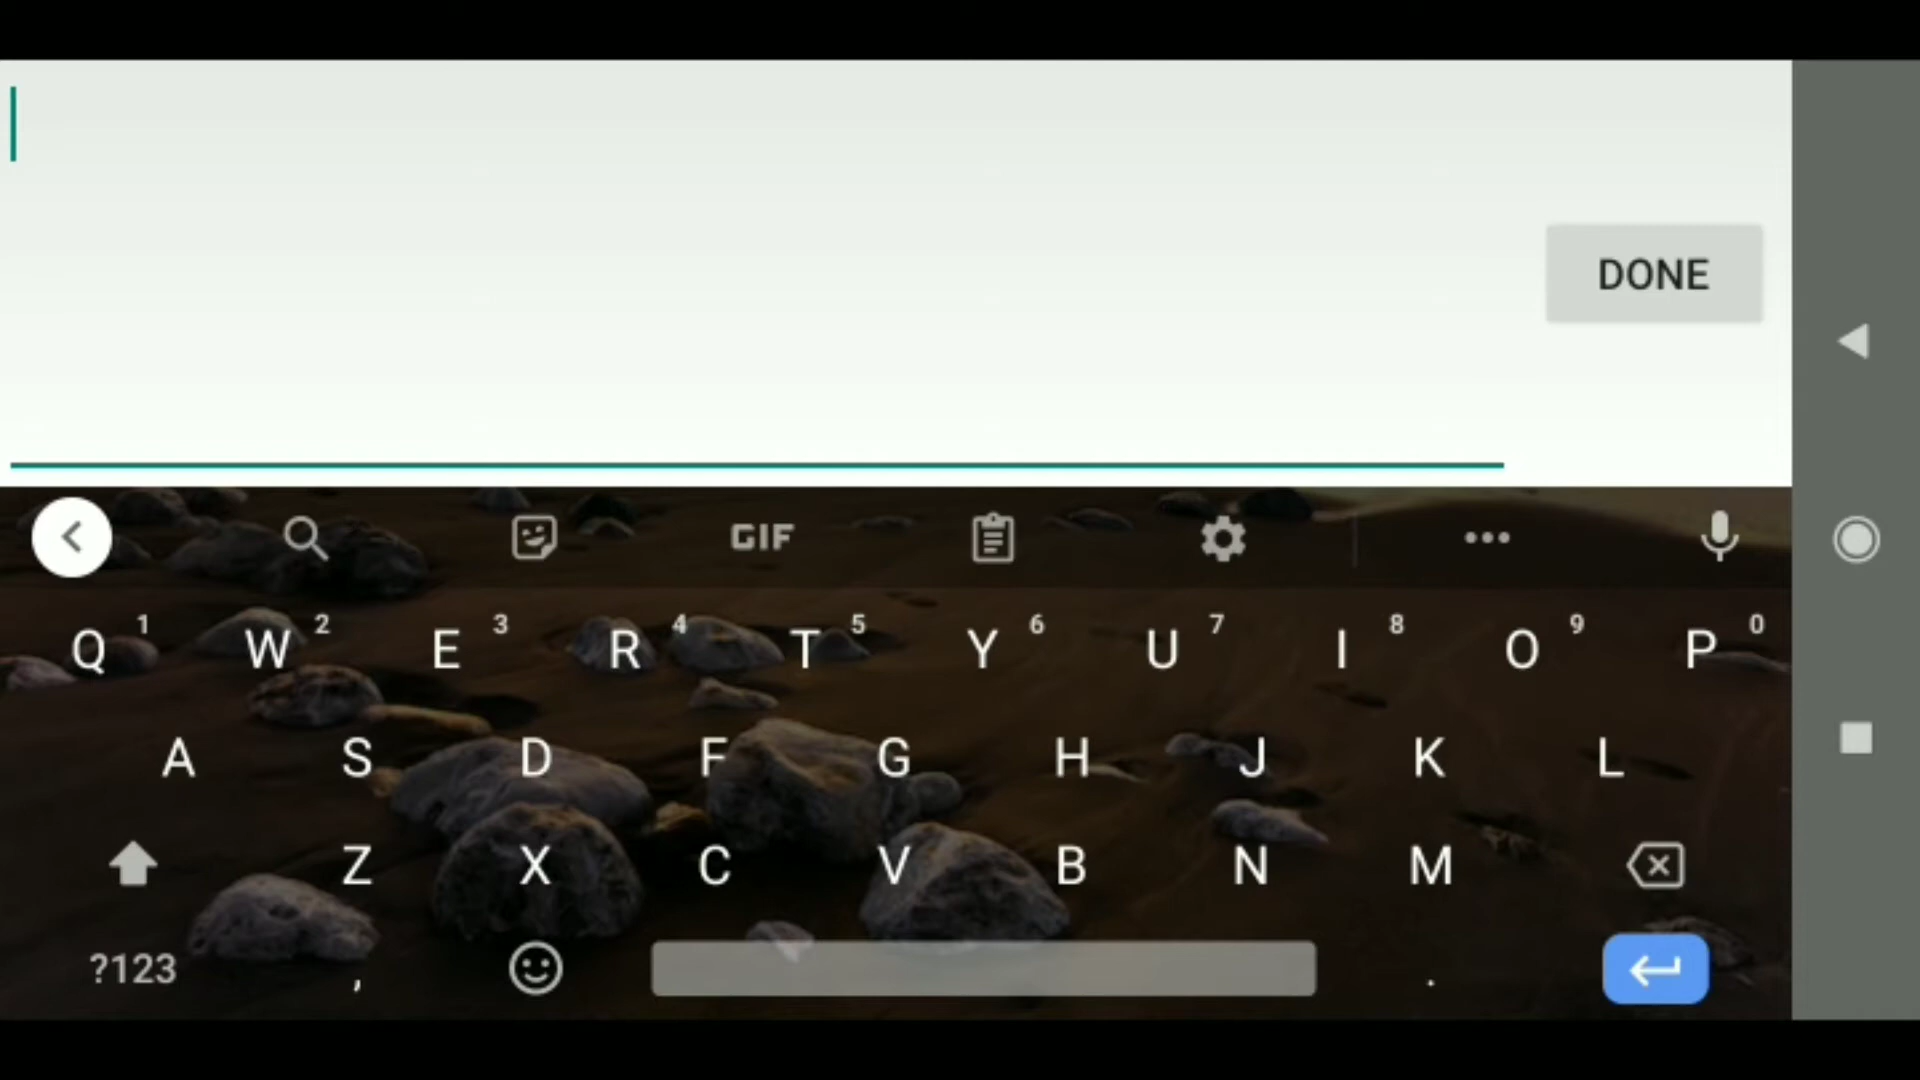 DONE
GIF
Q 1 W 2 E 3 R 4 T 5 Y 6 U 7 I 8 O 9 P 0
A S D F G H J K L
Z X C V B N M
?123 , .